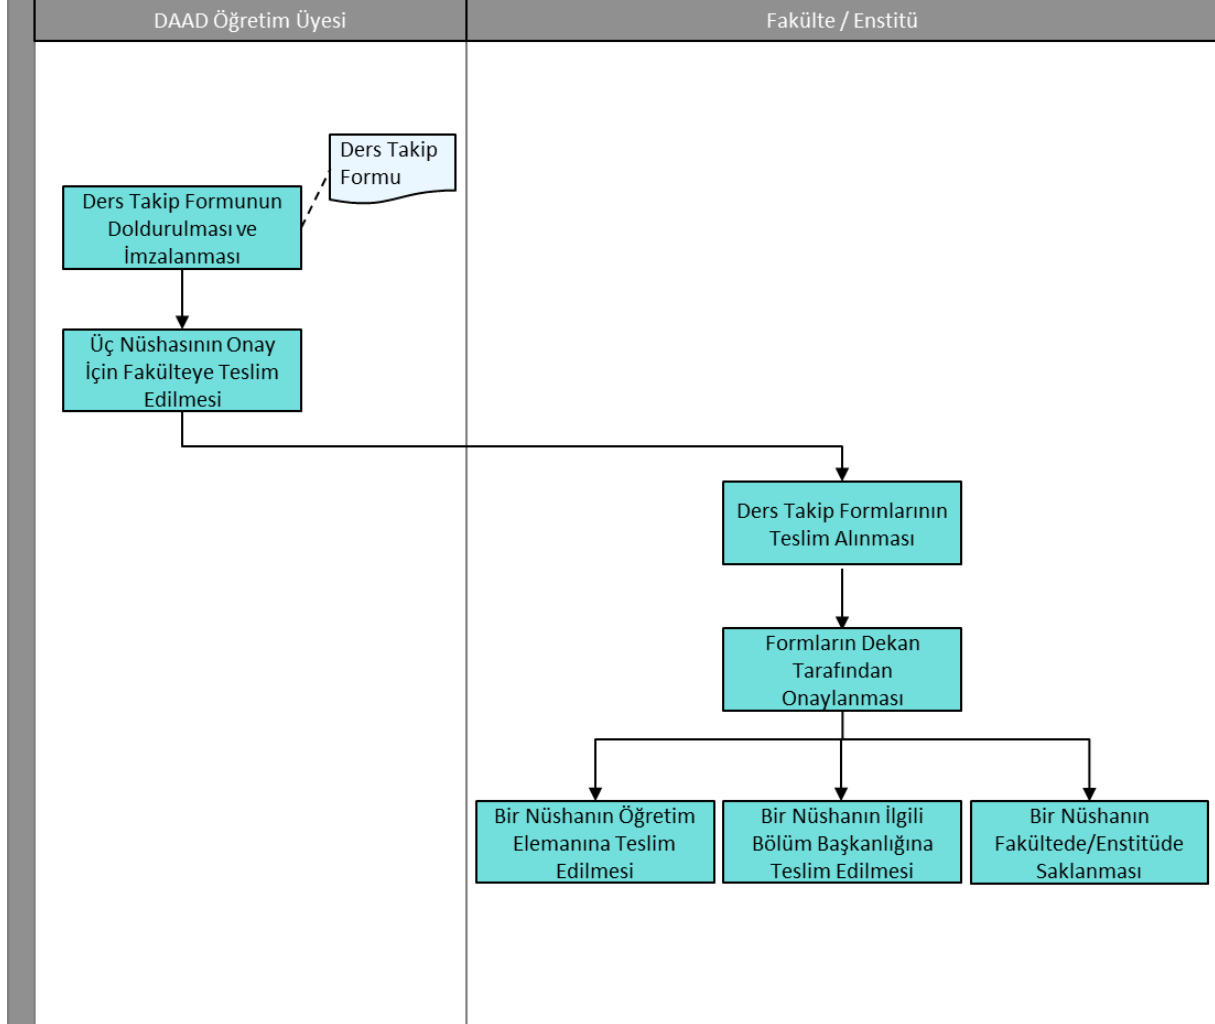 DAAD Öğretim Üyesi
Fakülte / Enstitü
Ders Takip
Formu
Ders Takip Formunun
Doldurulması ve
İmzalanması
Üç Nüshasının Onay
İçin Fakülteye Teslim
Edilmesi
Ders Takip Formlarının
Teslim Alınması
Formların Dekan
Tarafından
Onaylanması
Bir Nüshanın Öğretim
Elemanına Teslim
Edilmesi
Bir Nüshanın İlgili
Bölüm Başkanlığına
Teslim Edilmesi
Bir Nüshanın
Fakültede/Enstitüde
Saklanması